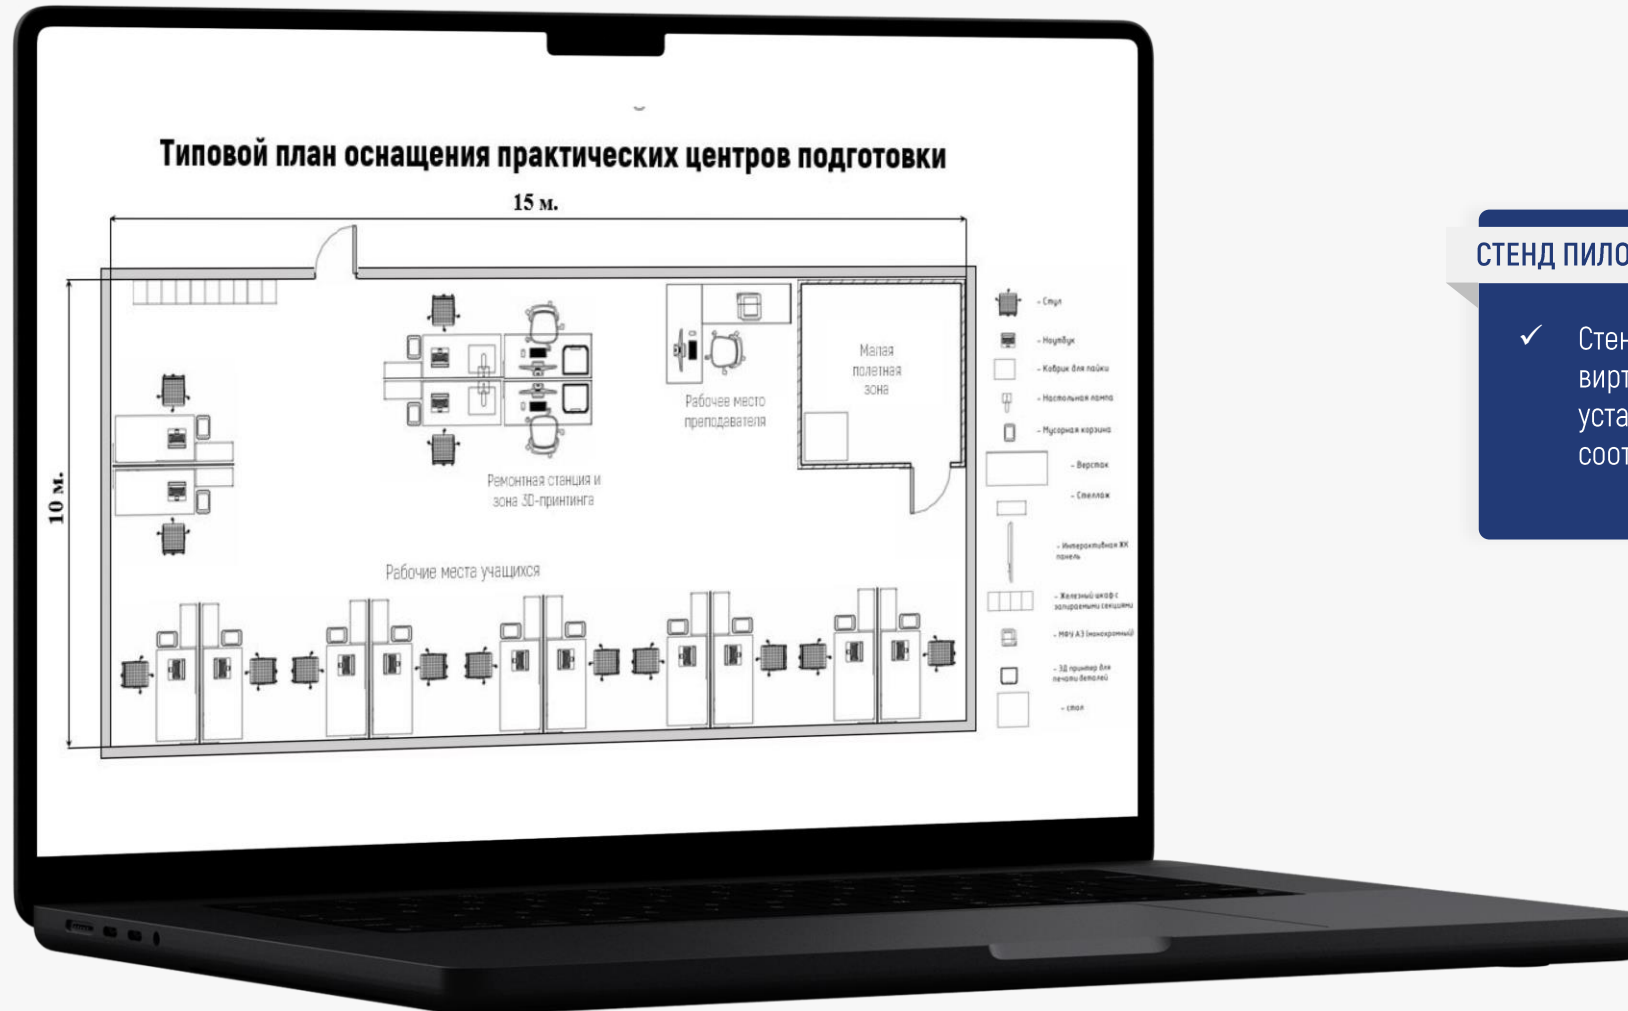 Типовой план оснащения практических центров подготовки
15 м.
10 м.
Малая
полетная
зона
Рабочее место
преподавателя
Ремонтная станция и
зона 3D-принтинга
Рабочие места учащихся
- Стул
- Ноутбук
- Коврик для пайки
- Настольная лампа
- Мусорная корзина
- Верстак
- Стеллаж
- Интерактивная ЖК
панель
- Железный шкаф с
запираемыми секциями
- МФУ А3 (монохромный)
- 3Д принтер для
печати деталей
- стол
СТЕНД ПИЛО
✓ Стен
вирт
уста
соот